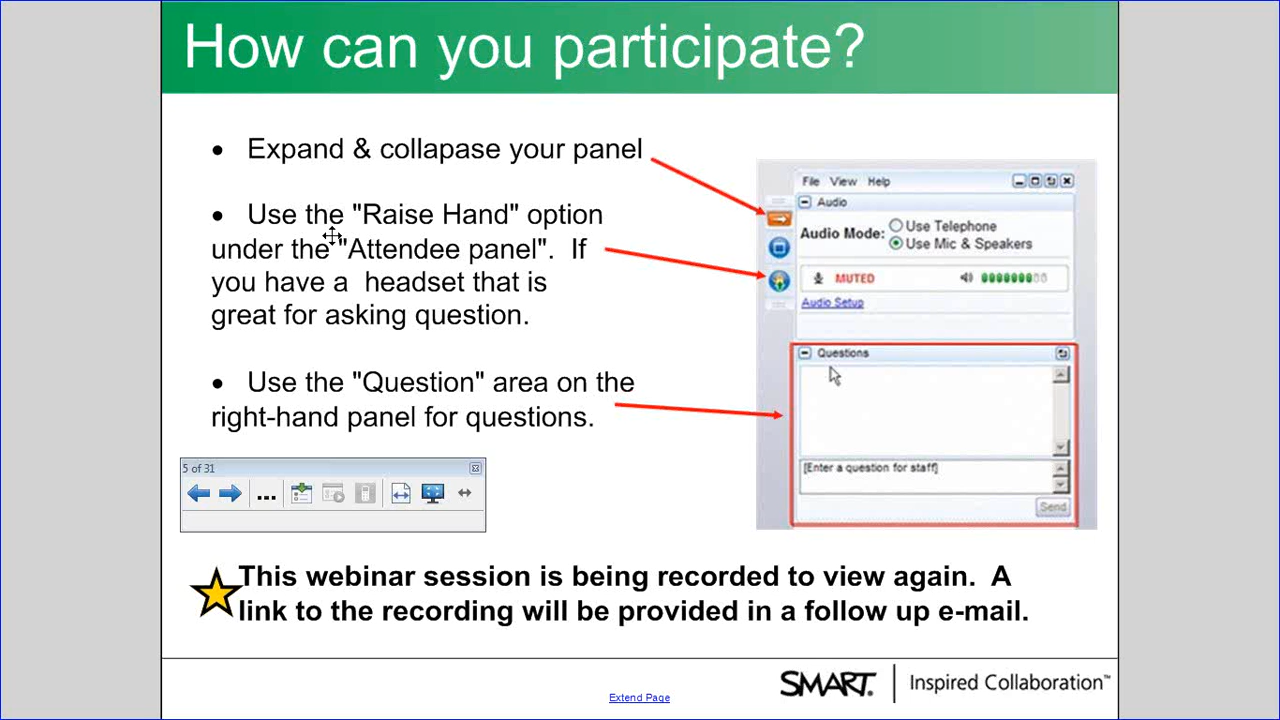 How can you participate?
• Expand & collapase your panel
• Use the "Raise Hand" option
under the "Attendee panel". If
you have a headset that is
great for asking question.
• Use the "Question" area on the
right-hand panel for questions.
File View Help
Audio
Audio Mode:
Use Telephone
Use Mic & Speakers
MUTED
Audio Setup
Questions
[Enter a question for staff]
Send
5 of 31
...
This webinar session is being recorded to view again. A
link to the recording will be provided in a follow up e-mail.
Extend Page
SMART
Inspired Collaboration™